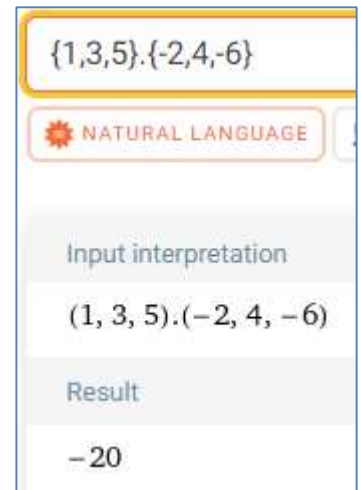 {1,3,5}.{-2,4,-6}
NATURAL LANGUAGE
Input interpretation
(1, 3, 5).(−2, 4, −6)
Result
−20